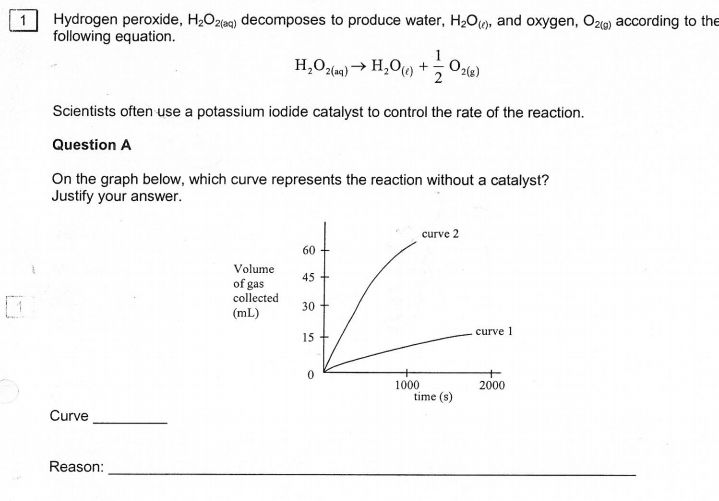 1 Hydrogen peroxide, H₂O₂₍aq₎ decomposes to produce water, H₂O₍ℓ₎, and oxygen, O₂₍g₎ according to the
following equation.
H₂O₂(aq) → H₂O(ℓ) + 1/2 O₂(g)
Scientists often use a potassium iodide catalyst to control the rate of the reaction.
Question A
On the graph below, which curve represents the reaction without a catalyst?
Justify your answer.
curve 2
60
Volume
of gas
collected
(mL)
45
30
15
curve 1
0
1000
2000
time (s)
1
Curve
Reason: